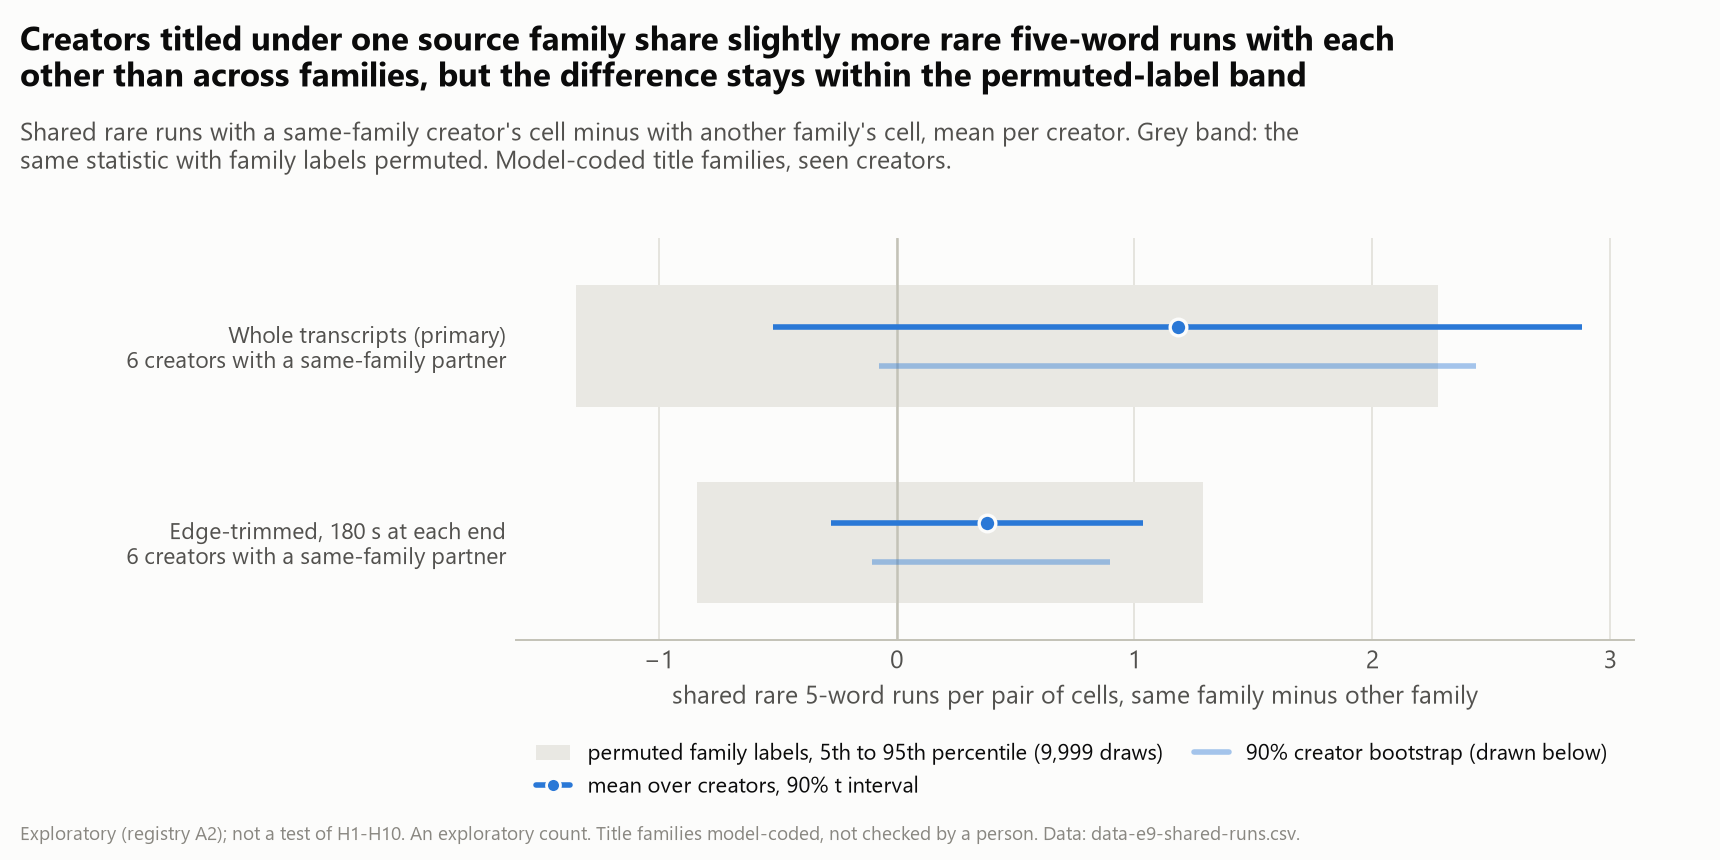 Creators titled under one source family share slightly more rare five-word runs with each
other than across families, but the difference stays within the permuted-label band
Shared rare runs with a same-family creator's cell minus with another family's cell, mean per creator. Grey band: the
same statistic with family labels permuted. Model-coded title families, seen creators.
Whole transcripts (primary)
6 creators with a same-family partner
Edge-trimmed, 180 s at each end
6 creators with a same-family partner
−1 0 1 2 3
shared rare 5-word runs per pair of cells, same family minus other family
permuted family labels, 5th to 95th percentile (9,999 draws) 90% creator bootstrap (drawn below)
mean over creators, 90% t interval
Exploratory (registry A2); not a test of H1-H10. An exploratory count. Title families model-coded, not checked by a person. Data: data-e9-shared-runs.csv.